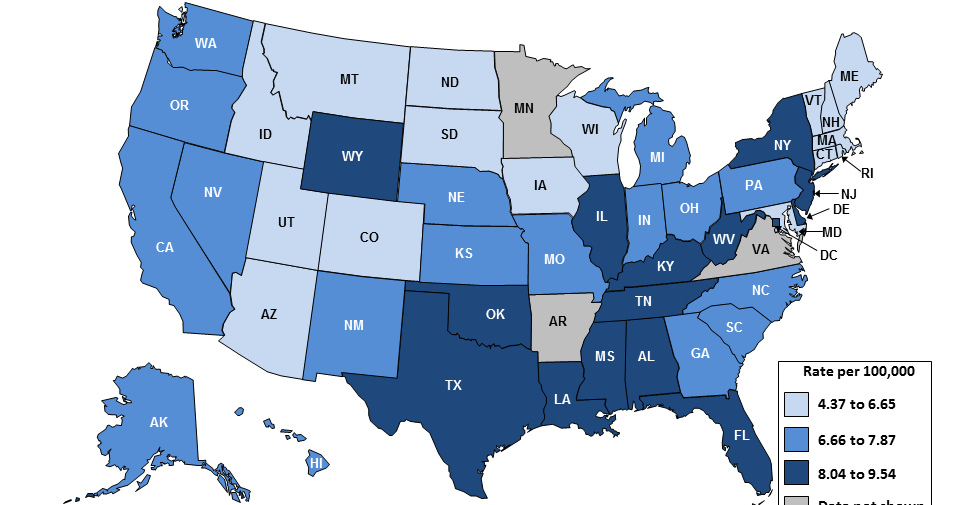 WA
MT
ND
MN
ME
OR
ID
SD
WI
VT
NH
WY
NY
MA
CT
MI
RI
IA
PA
NV
NE
NJ
IL
IN
OH
DE
UT
CO
WV
MD
CA
KS
MO
VA
DC
KY
NC
TN
AZ
NM
OK
AR
SC
MS
AL
GA
TX
LA
AK
FL
HI
Rate per 100,000
4.37 to 6.65
6.66 to 7.87
8.04 to 9.54
Data not shown